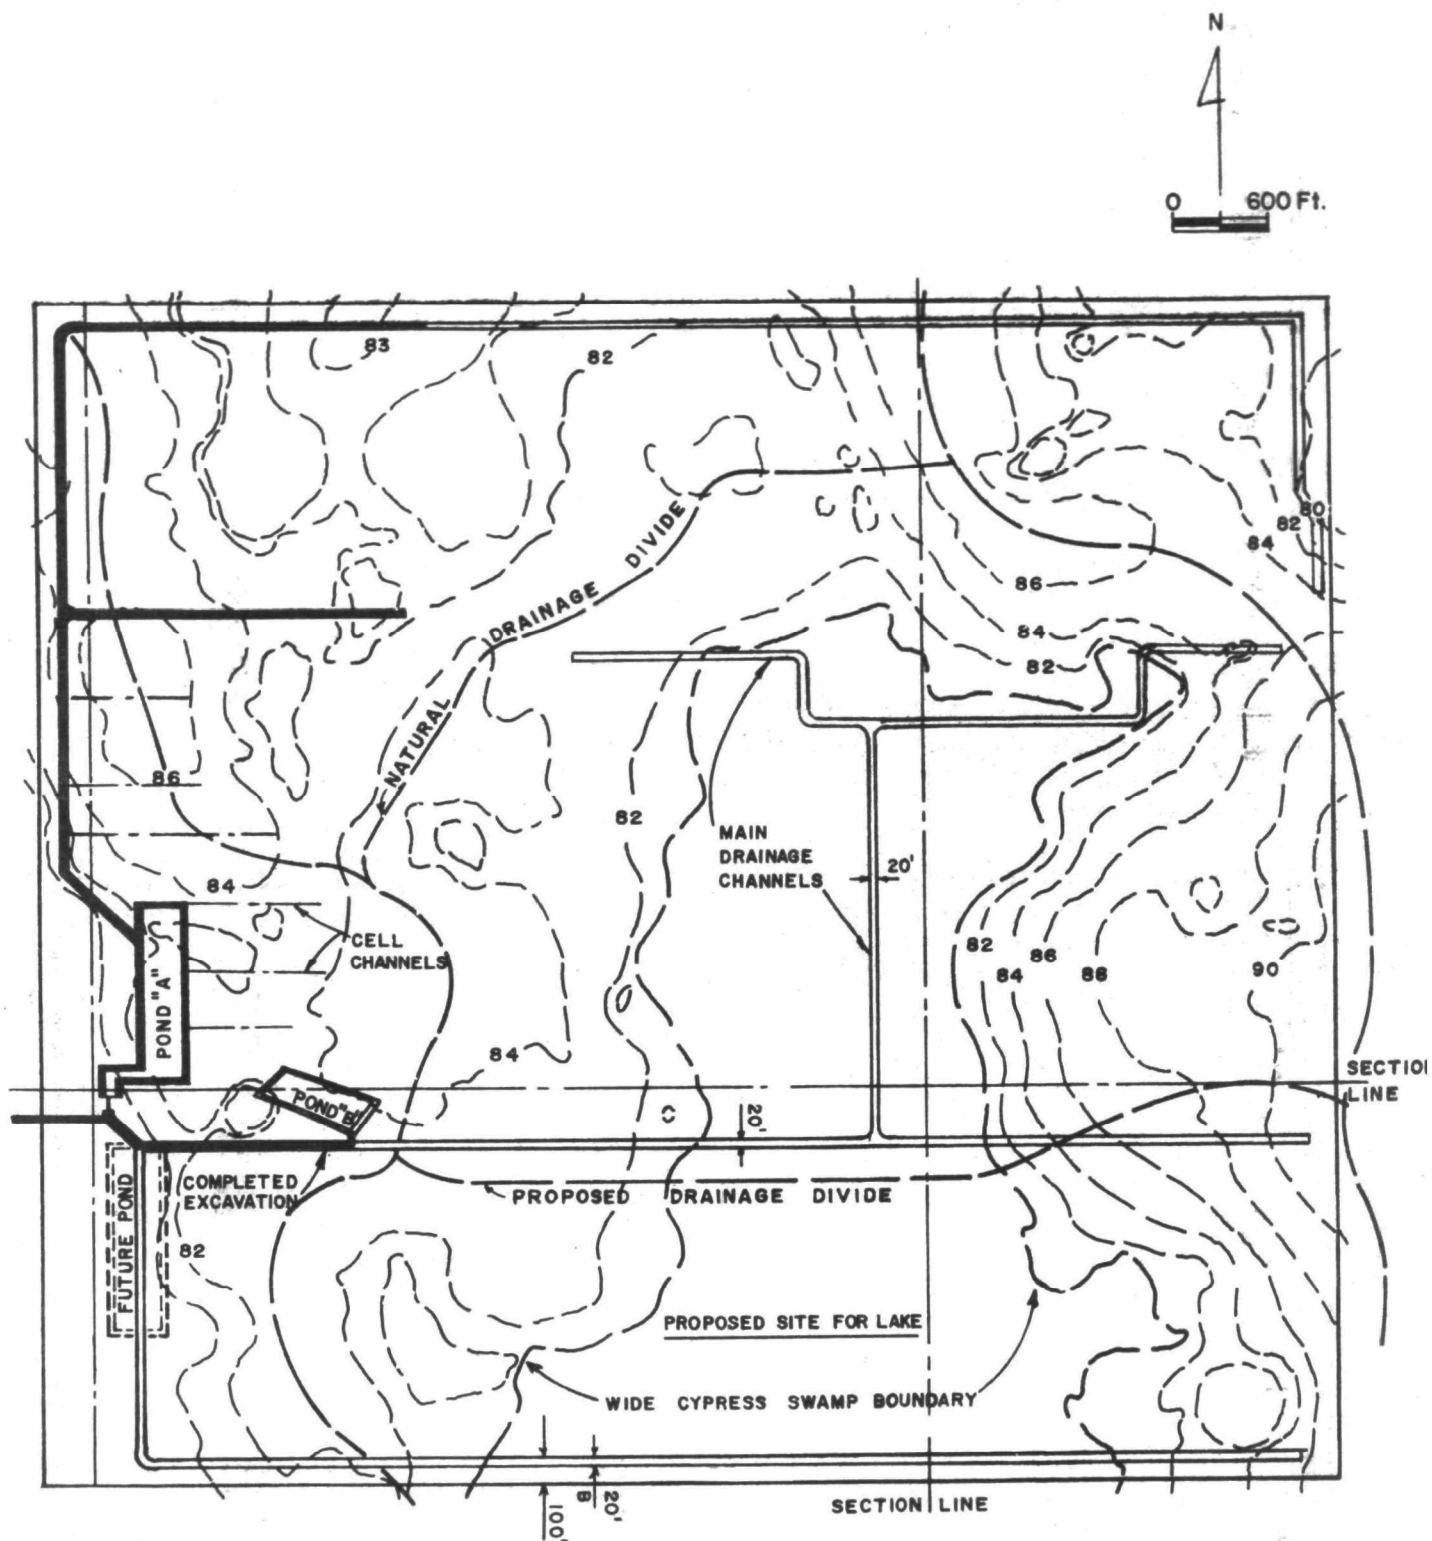 N
0 600 Ft.
83
82
80
82
84
DRAINAGE DIVIDE
86
84
82
NATURAL
86
82
MAIN
DRAINAGE
CHANNELS
20'
84
CELL
CHANNELS
82
84
86
88
90
POND "A"
84
SECTION
LINE
POND "B"
20'
COMPLETED
EXCAVATION
PROPOSED DRAINAGE DIVIDE
FUTURE POND
82
PROPOSED SITE FOR LAKE
WIDE CYPRESS SWAMP BOUNDARY
SECTION LINE
20'
B
100'